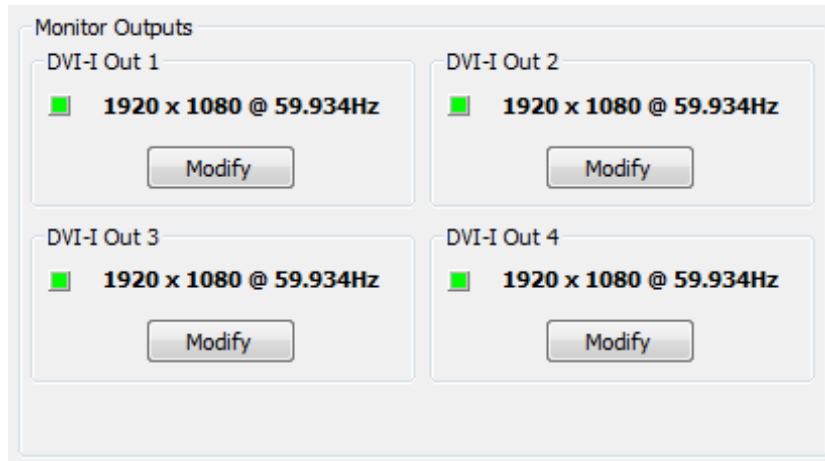 Monitor Outputs
DVI-I Out 1
1920 x 1080 @ 59.934Hz
Modify
DVI-I Out 2
1920 x 1080 @ 59.934Hz
Modify
DVI-I Out 3
1920 x 1080 @ 59.934Hz
Modify
DVI-I Out 4
1920 x 1080 @ 59.934Hz
Modify